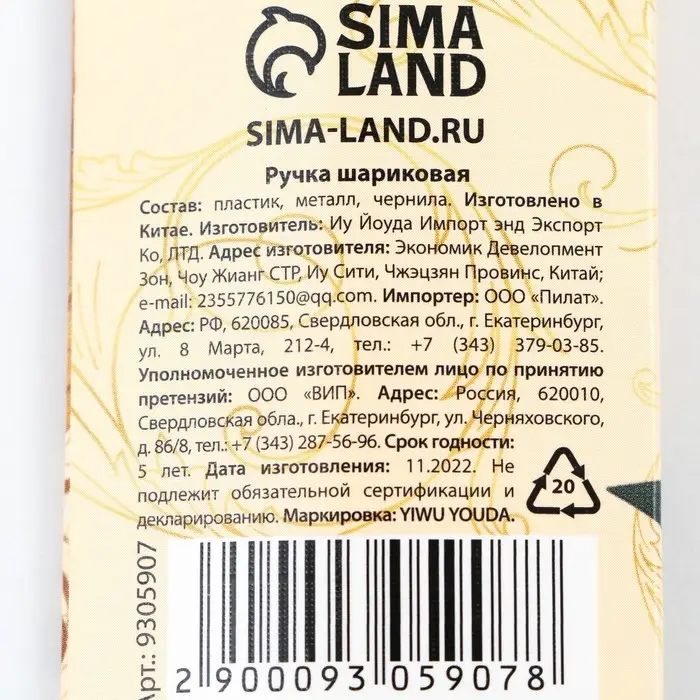 SIMA
LAND
SIMA-LAND.RU
Ручка шариковая
Состав: пластик, металл, чернила. Изготовлено в
Китае. Изготовитель: Иу Йоуда Импорт энд Экспорт
Ко, ЛТД. Адрес изготовителя: Экономик Девелопмент
Зон, Чоу Жианг СТР, Иу Сити, Чжэцзян Провинс, Китай;
e-mail: 2355776150@qq.com. Импортер: ООО «Пилат».
Адрес: РФ, 620085, Свердловская обл., г. Екатеринбург,
ул. 8 Марта, 212-4, тел.: +7 (343) 379-03-85.
Уполномоченное изготовителем лицо по принятию
претензий: ООО «ВИП». Адрес: Россия, 620010,
Свердловская обла., г. Екатеринбург, ул. Черняховского,
д. 86/8, тел.: +7 (343) 287-56-96. Срок годности:
5 лет. Дата изготовления: 11.2022. Не
подлежит обязательной сертификации и
декларированию. Маркировка: YIWU YOUDA.
20
Арт.: 9305907
2 900093 059078